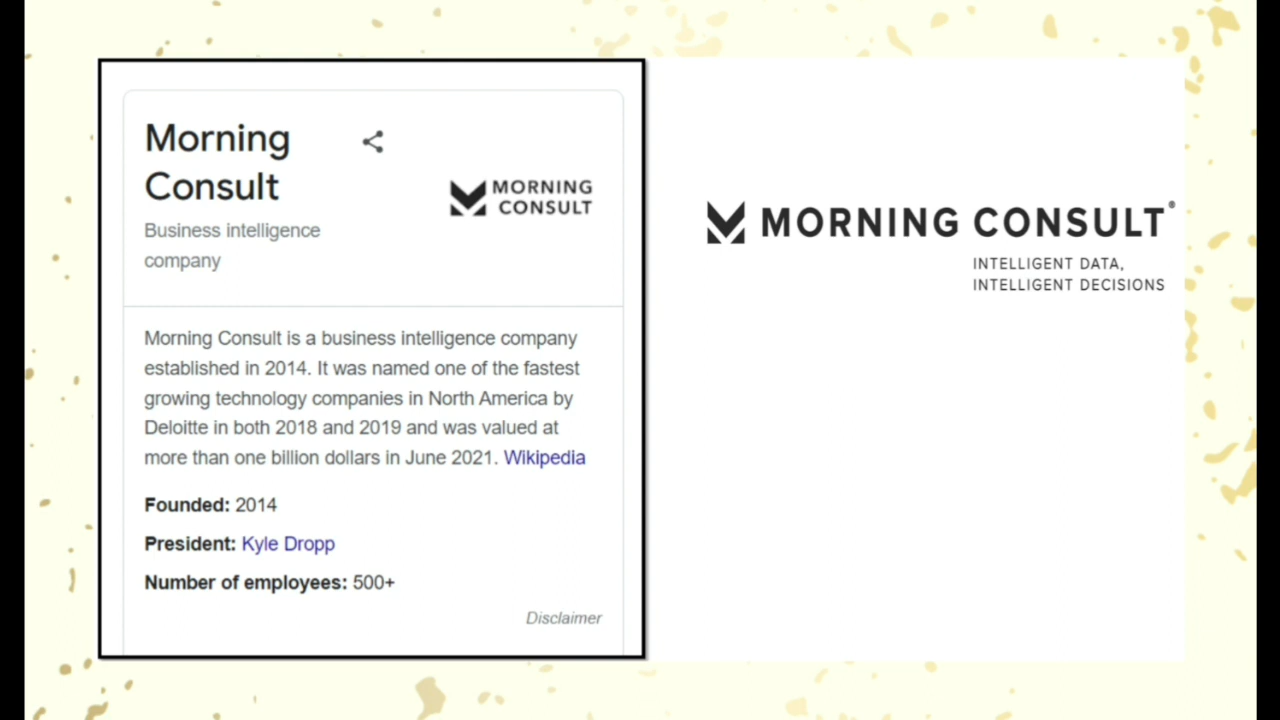 Morning
Consult
MORNING
CONSULT
Business intelligence
company
Morning Consult is a business intelligence company
established in 2014. It was named one of the fastest
growing technology companies in North America by
Deloitte in both 2018 and 2019 and was valued at
more than one billion dollars in June 2021. Wikipedia
Founded: 2014
President: Kyle Dropp
Number of employees: 500+
Disclaimer
MORNING CONSULT®
INTELLIGENT DATA,
INTELLIGENT DECISIONS